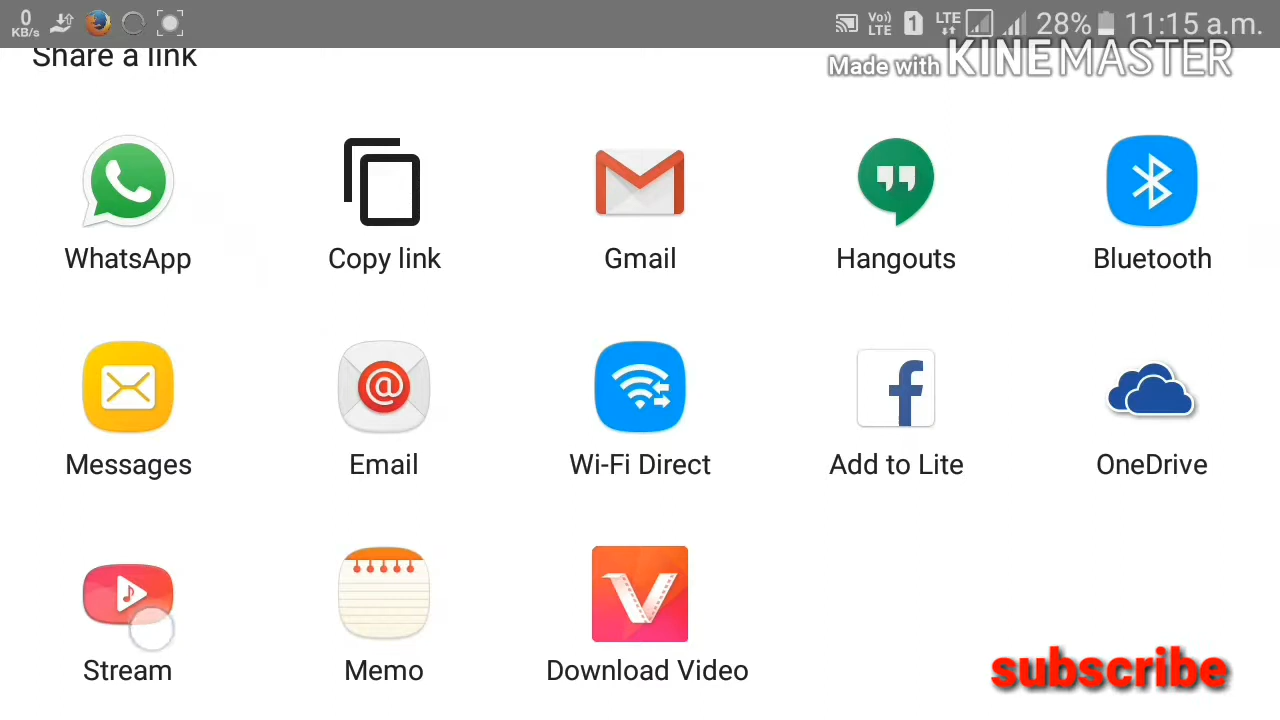 0
KB/s
Vo))
LTE
1
LTE
28%
11:15 a.m.
Share a link
Made with KINEMASTER
WhatsApp
Copy link
Gmail
Hangouts
Bluetooth
Messages
Email
Wi-Fi Direct
Add to Lite
OneDrive
Stream
Memo
Download Video
subscribe